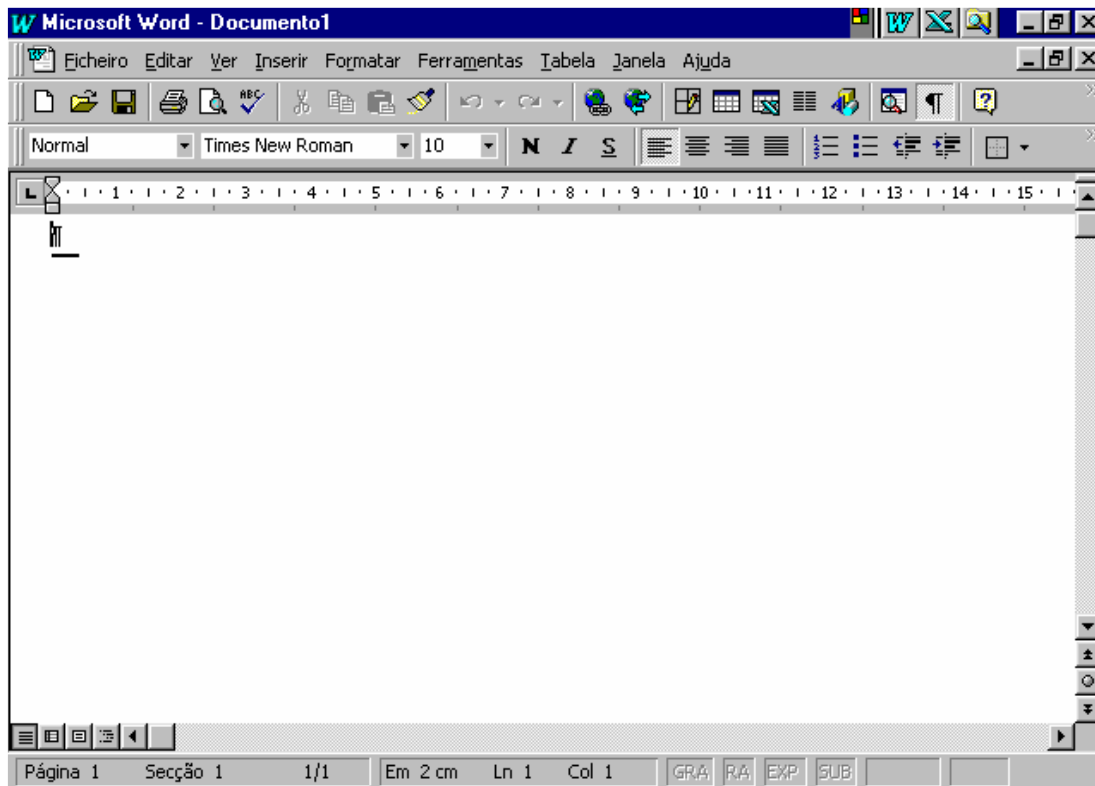 Microsoft Word - Documento1
Ficheiro Editar Ver Inserir Formatar Ferramentas Tabela Janela Ajuda
ABC
Normal Times New Roman 10 N I S
1 2 3 4 5 6 7 8 9 10 11 12 13 14 15
¶
Página 1 Secção 1 1/1 Em 2 cm Ln 1 Col 1 GRA RA EXP SUB